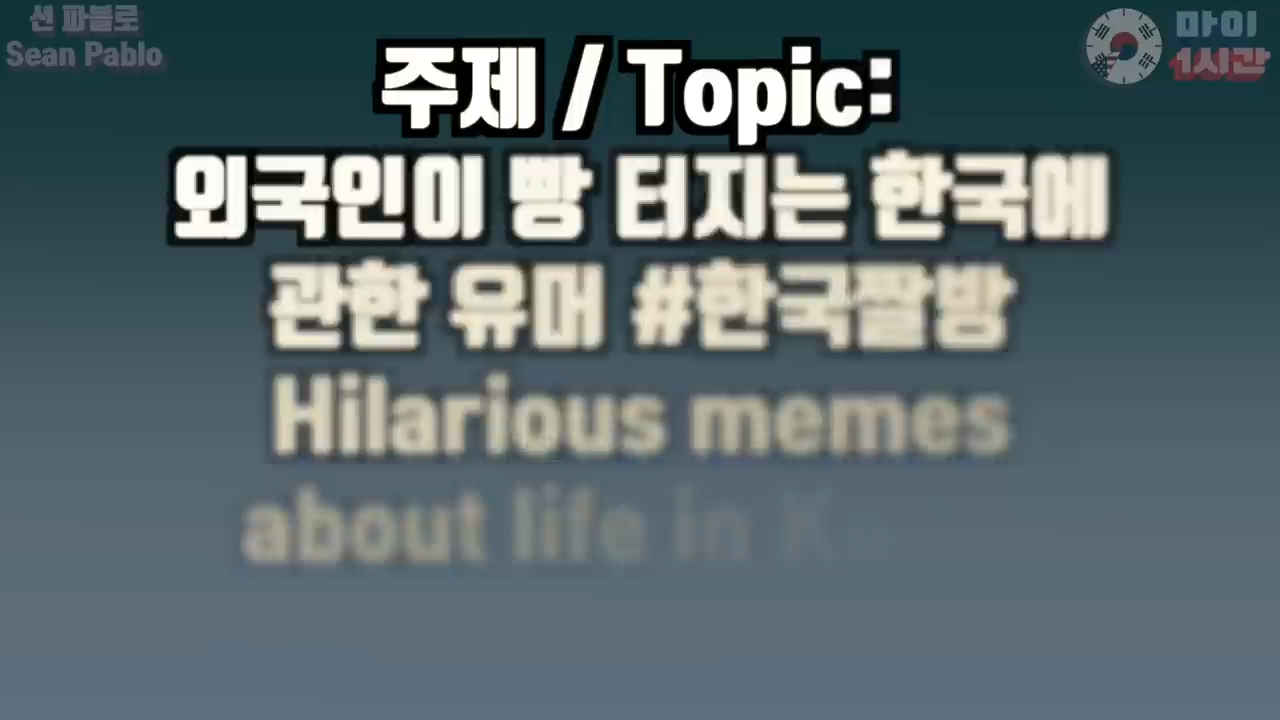 션 파블로
Sean Pablo
마이
1시간
주제 / Topic:
외국인이 빵 터지는 한국에
관한 유머 #한국짤방
Hilarious memes
about life in